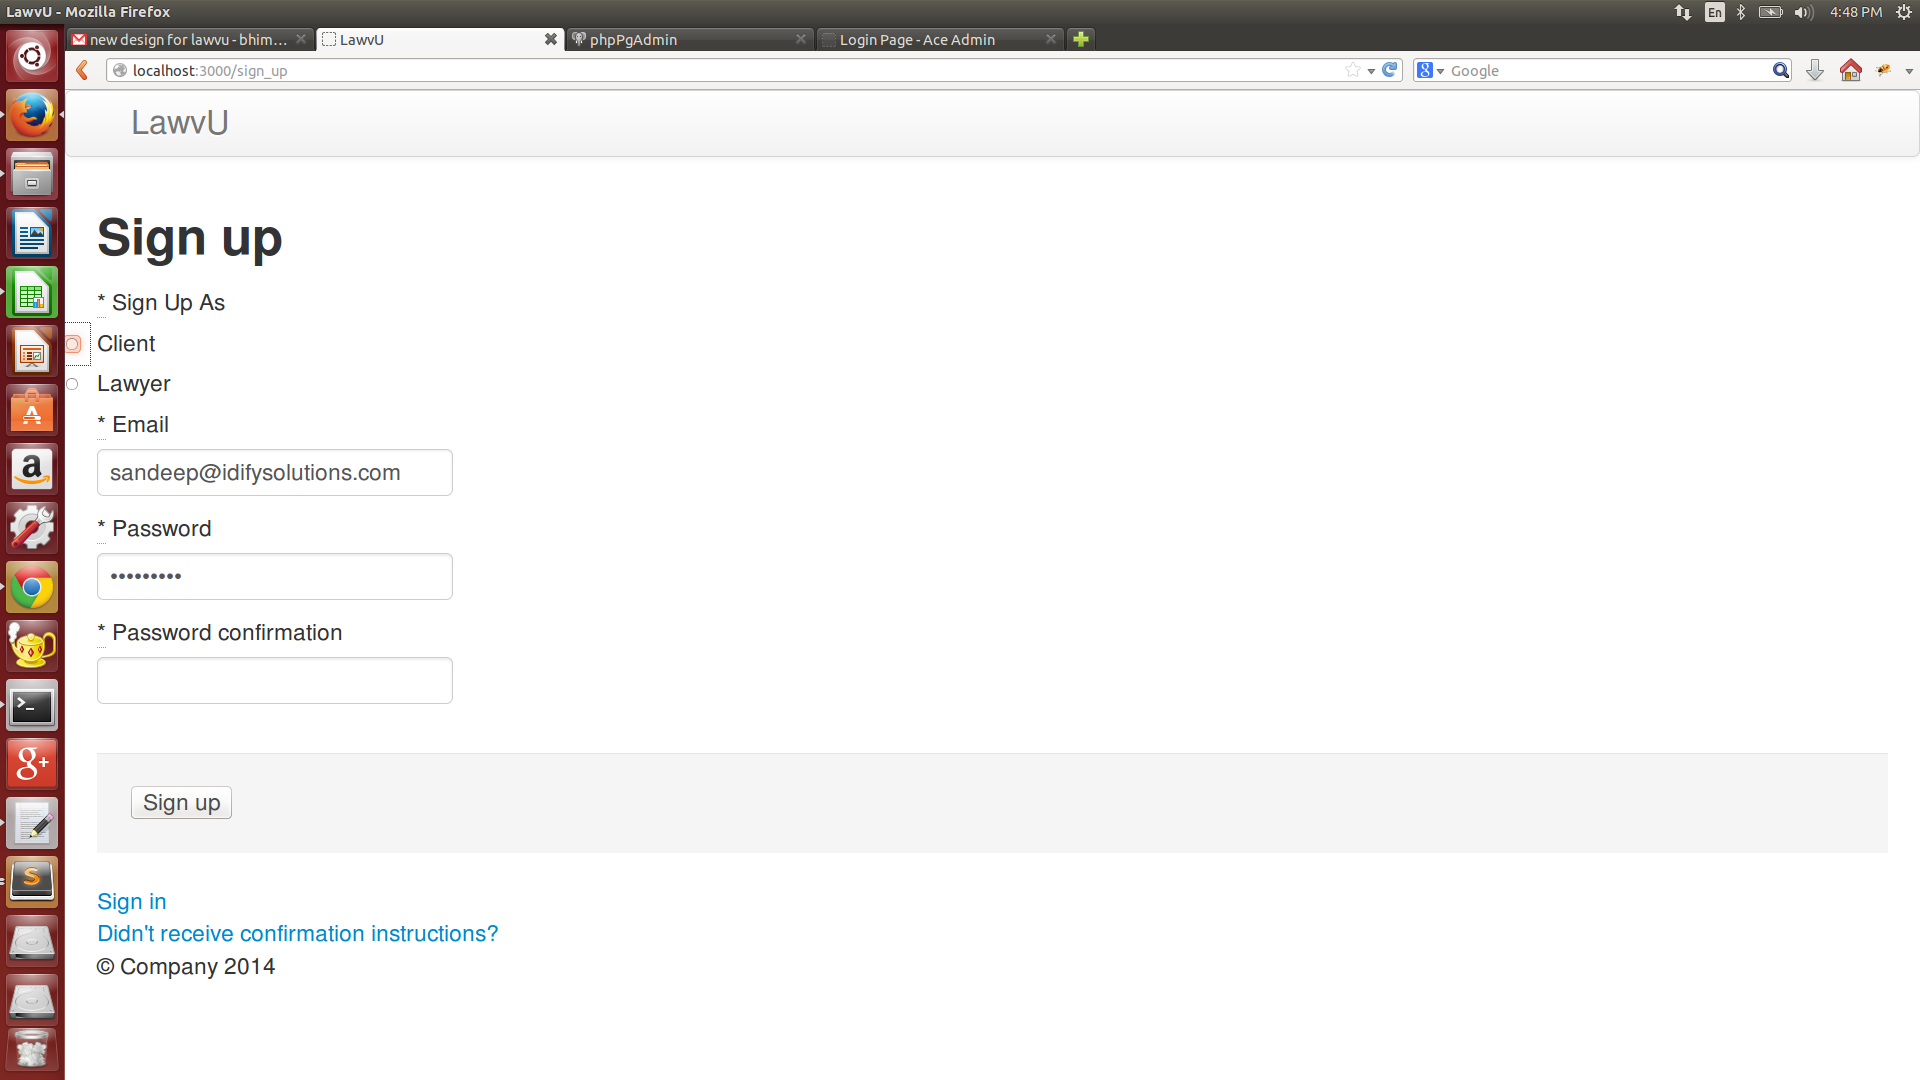 LawvU - Mozilla Firefox
En
4:48 PM
new design for lawvu - bhim...
LawvU
phpPgAdmin
Login Page - Ace Admin
localhost:3000/sign_up
Google
LawvU
Sign up
* Sign Up As
Client
Lawyer
* Email
sandeep@idifysolutions.com
* Password
•••••••••
* Password confirmation
Sign up
Sign in
Didn't receive confirmation instructions?
© Company 2014